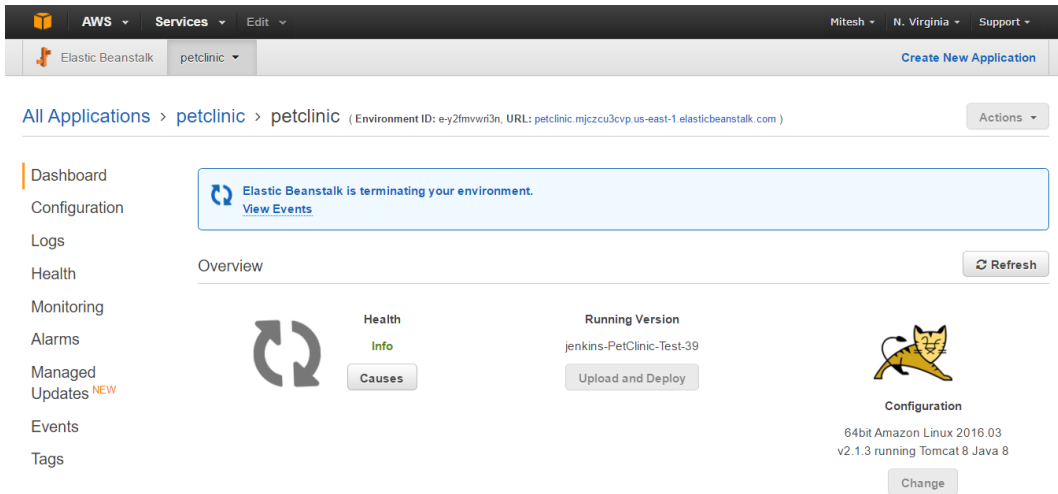 AWS Services Edit Mitesh N. Virginia Support
Elastic Beanstalk petclinic Create New Application
All Applications > petclinic > petclinic ( Environment ID: e-y2fmvwri3n, URL: petclinic.mjczcu3cvp.us-east-1.elasticbeanstalk.com ) Actions
Dashboard
Configuration
Logs
Health
Monitoring
Alarms
Managed
Updates NEW
Events
Tags
Elastic Beanstalk is terminating your environment.
View Events
Overview Refresh
Health
Info
Causes
Running Version
jenkins-PetClinic-Test-39
Upload and Deploy
Configuration
64bit Amazon Linux 2016.03
v2.1.3 running Tomcat 8 Java 8
Change